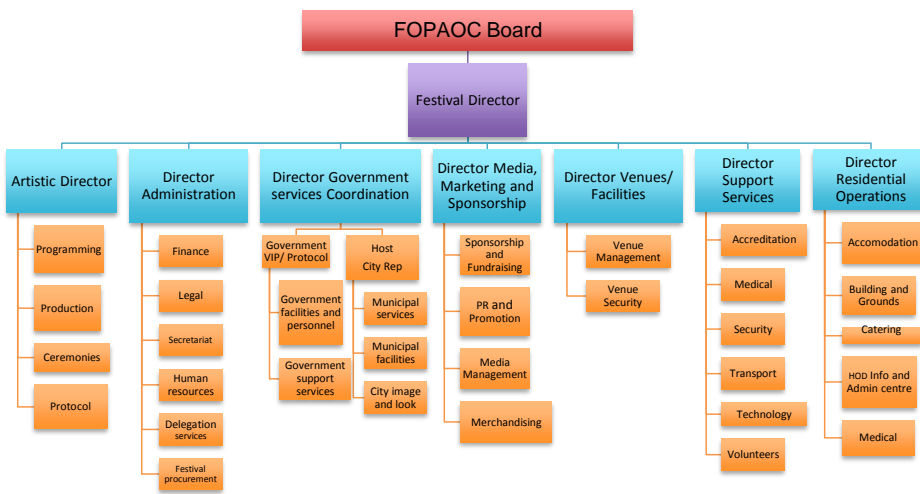 FOPAOC Board
Festival Director
Artistic Director
Programming
Production
Ceremonies
Protocol
Director
Administration
Finance
Legal
Secretariat
Human
resources
Delegation
services
Festival
procurement
Director Government
services Coordination
Government
VIP/ Protocol
Government
facilities and
personnel
Government
support
services
Host
City Rep
Municipal
services
Municipal
facilities
City image
and look
Director Media,
Marketing and
Sponsorship
Sponsorship
and
Fundraising
PR and
Promotion
Media
Management
Merchandising
Director Venues/
Facilities
Venue
Management
Venue
Security
Director
Support
Services
Accreditation
Medical
Security
Transport
Technology
Volunteers
Director
Residential
Operations
Accomodation
Building and
Grounds
Catering
HOD Info and
Admin centre
Medical